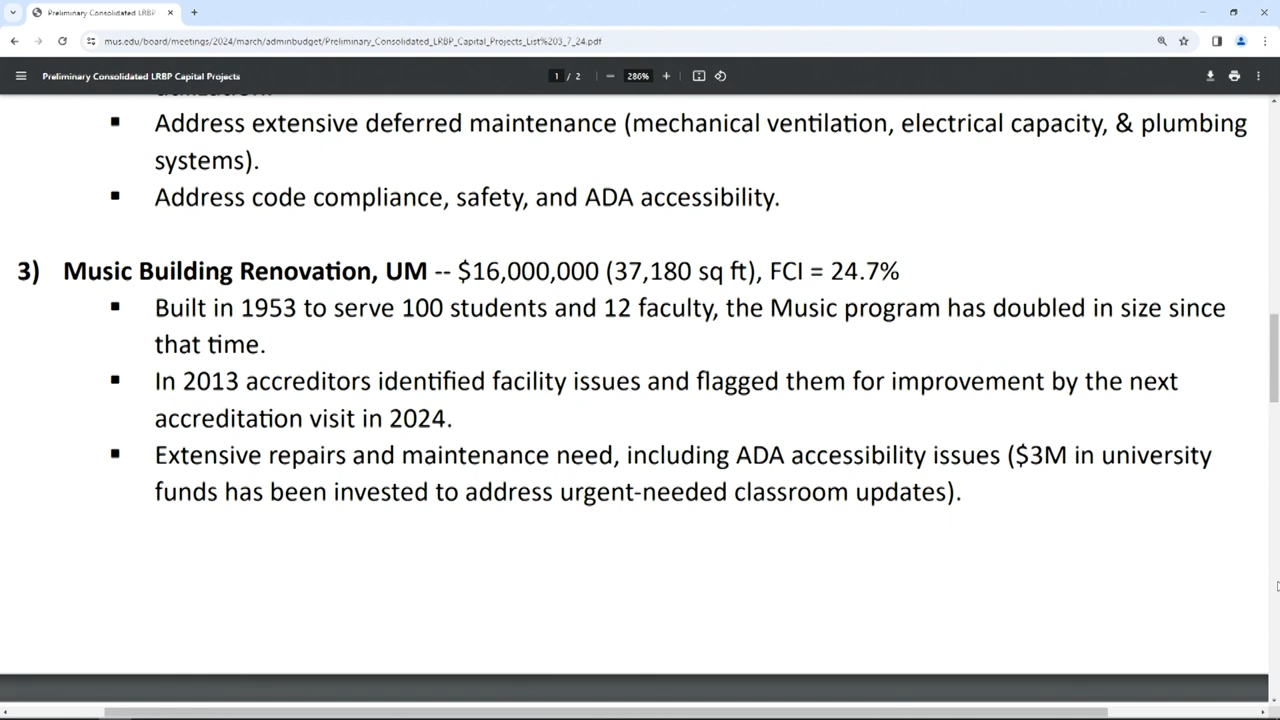 Preliminary Consolidated LRBP
mus.edu/board/meetings/2024/march/adminbudget/Preliminary_Consolidated_LRBP_Capital_Projects_List%203_7_24.pdf
Preliminary Consolidated LRBP Capital Projects
1 / 2
286%
▪ Address extensive deferred maintenance (mechanical ventilation, electrical capacity, & plumbing
systems).
▪ Address code compliance, safety, and ADA accessibility.
3) Music Building Renovation, UM -- $16,000,000 (37,180 sq ft), FCI = 24.7%
▪ Built in 1953 to serve 100 students and 12 faculty, the Music program has doubled in size since
that time.
▪ In 2013 accreditors identified facility issues and flagged them for improvement by the next
accreditation visit in 2024.
▪ Extensive repairs and maintenance need, including ADA accessibility issues ($3M in university
funds has been invested to address urgent-needed classroom updates).